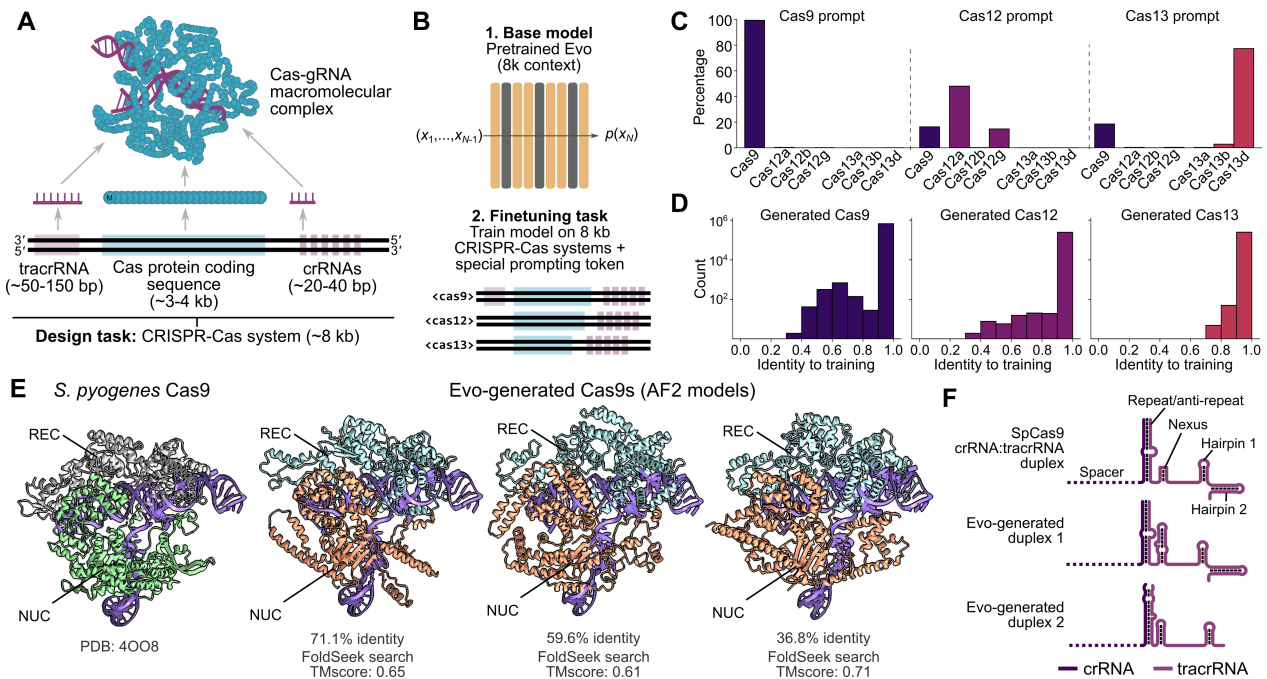 A
Cas-gRNA
macromolecular
complex
M
3′ 5′
5′ 3′
tracrRNA
(~50-150 bp)
Cas protein coding
sequence
(~3-4 kb)
crRNAs
(~20-40 bp)
Design task: CRISPR-Cas system (~8 kb)
B
1. Base model
Pretrained Evo
(8k context)
(x1,...,xN-1) p(xN)
2. Finetuning task
Train model on 8 kb
CRISPR-Cas systems +
special prompting token
<cas9>
<cas12>
<cas13>
C
Cas9 prompt Cas12 prompt Cas13 prompt
Percentage
100
80
60
40
20
0
Cas9 Cas12a Cas12b Cas12g Cas13a Cas13b Cas13d
Cas9 Cas12a Cas12b Cas12g Cas13a Cas13b Cas13d
Cas9 Cas12a Cas12b Cas12g Cas13a Cas13b Cas13d
D
Generated Cas9 Generated Cas12 Generated Cas13
Count
10^6
10^4
10^2
0.0 0.2 0.4 0.6 0.8 1.0
Identity to training
0.0 0.2 0.4 0.6 0.8 1.0
Identity to training
0.0 0.2 0.4 0.6 0.8 1.0
Identity to training
E
S. pyogenes Cas9
REC
NUC
PDB: 4OO8
Evo-generated Cas9s (AF2 models)
REC
NUC
71.1% identity
FoldSeek search
TMscore: 0.65
REC
NUC
59.6% identity
FoldSeek search
TMscore: 0.61
REC
NUC
36.8% identity
FoldSeek search
TMscore: 0.71
F
Repeat/anti-repeat
Nexus
Hairpin 1
SpCas9
crRNA:tracrRNA
duplex
Spacer
Hairpin 2
Evo-generated
duplex 1
Evo-generated
duplex 2
crRNA tracrRNA